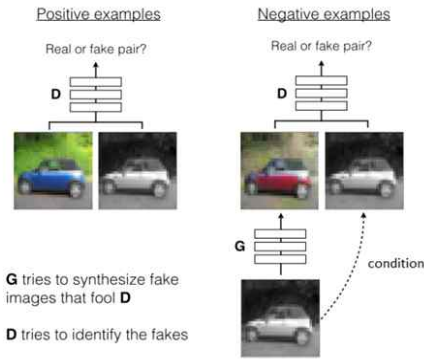 Positive examples
Negative examples
Real or fake pair?
Real or fake pair?
D
D
G
condition
G tries to synthesize fake
images that fool D
D tries to identify the fakes